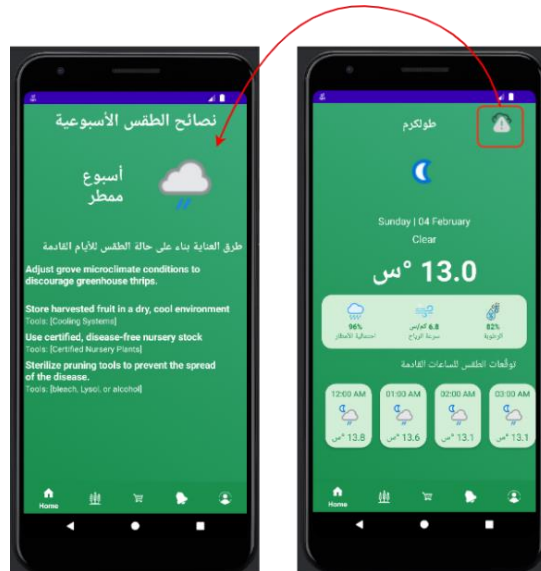 نصائح الطقس الأسبوعية
أسبوع
ممطر
طرق العناية بناء على حالة الطقس للأيام القادمة
Adjust grove microclimate conditions to
discourage greenhouse thrips.
Store harvested fruit in a dry, cool environment
Tools: [Cooling Systems]
Use certified, disease-free nursery stock
Tools: [Certified Nursery Plants]
Sterilize pruning tools to prevent the spread
of the disease.
Tools: [bleach, Lysol, or alcohol]
Home
طولكرم
Sunday | 04 February
Clear
13.0 °س
96% 6.8 كم/س 82%
احتمالية الأمطار سرعة الرياح الرطوبة
توقعات الطقس للساعات القادمة
12:00 AM 01:00 AM 02:00 AM 03:00 AM
13.8 °س 13.6 °س 13.1 °س 13.1 °س
Home